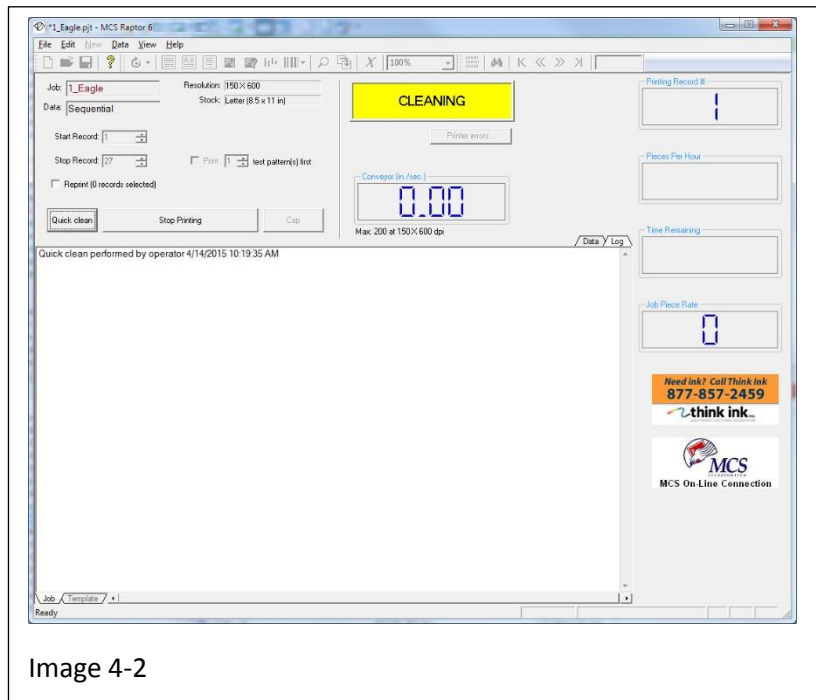 *1_Eagle.pjt - MCS Raptor 6
File Edit New Data View Help
100%
Job: 1_Eagle
Data: Sequential
Resolution: 150 X 600
Stock: Letter (8.5 x 11 in)
Start Record: 1
Stop Record: 27
Print 1 test pattern(s) first
Reprint (0 records selected)
Quick clean
Stop Printing
Cap
CLEANING
Printer errors...
Conveyor (in./sec.)
0.00
Max: 200 at 150 X 600 dpi
Data Log
Printing Record #
1
Pieces Per Hour
Time Remaining
Job Piece Rate
0
Quick clean performed by operator 4/14/2015 10:19:35 AM
Need ink? Call Think Ink
877-857-2459
think ink
MCS
INCORPORATED
MCS On-Line Connection
Job Template
Ready
Image 4-2